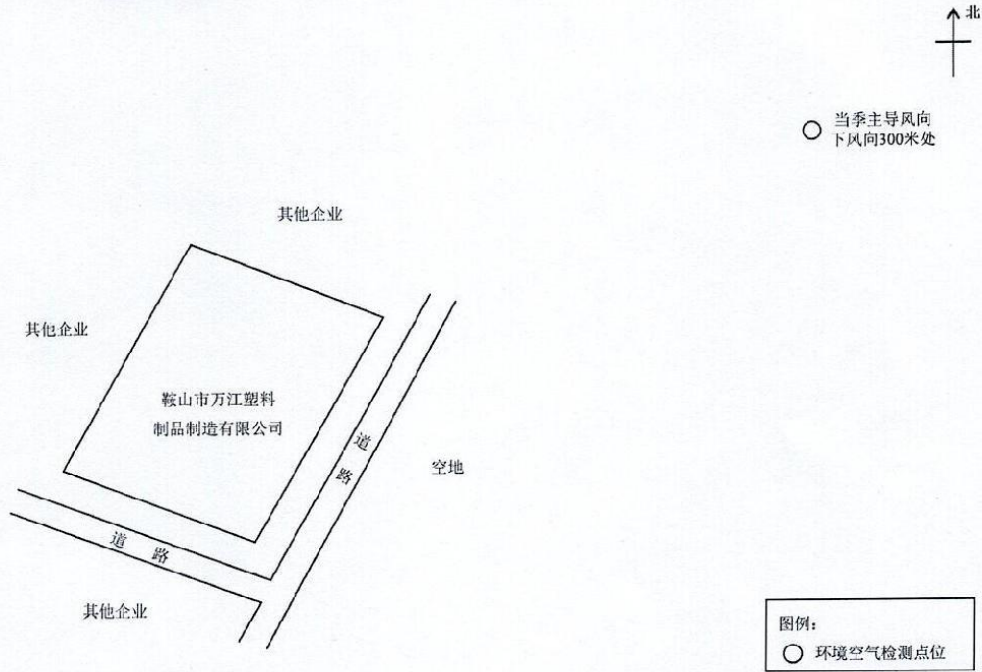 北
当季主导风向
下风向300米处
其他企业
其他企业
鞍山市万江塑料
制品制造有限公司
道
路
空地
道 路
其他企业
图例：
环境空气检测点位